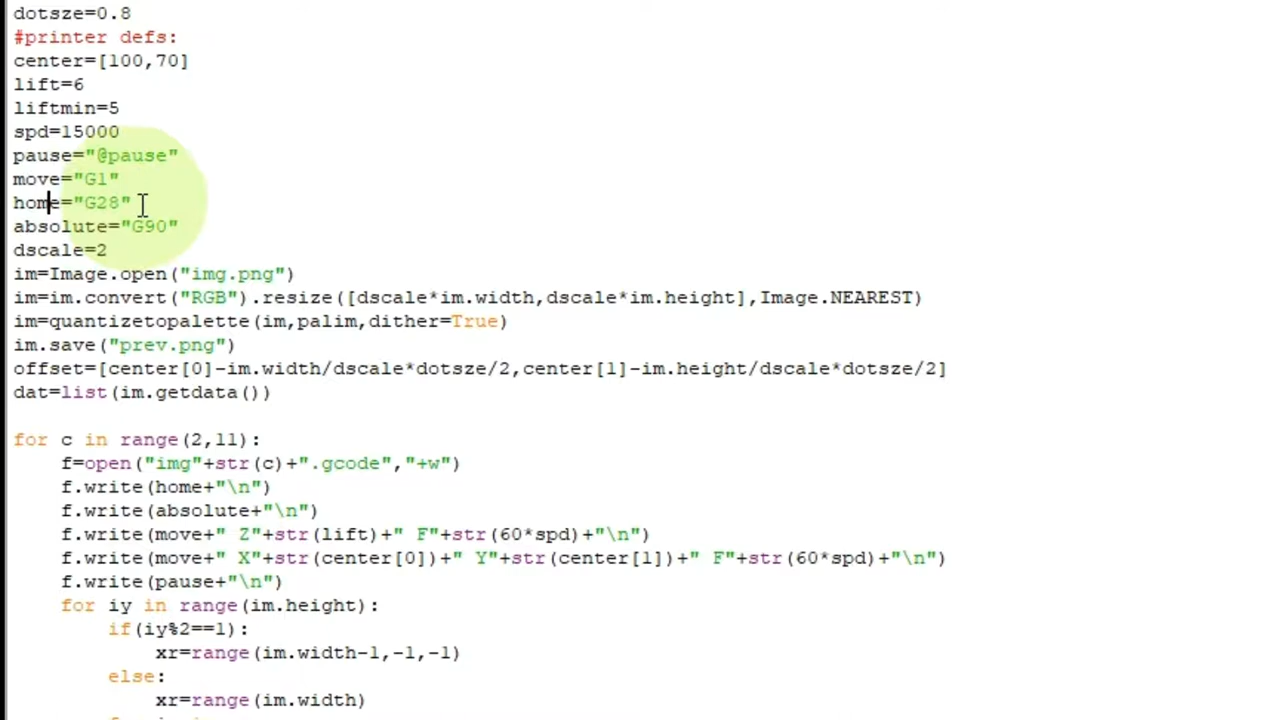 dotsze=0.8
#printer defs:
center=[100,70]
lift=6
liftmin=5
spd=15000
pause="@pause"
move="G1"
home="G28"
absolute="G90"
dscale=2
im=Image.open("img.png")
im=im.convert("RGB").resize([dscale*im.width,dscale*im.height],Image.NEAREST)
im=quantizetopalette(im,palim,dither=True)
im.save("prev.png")
offset=[center[0]-im.width/dscale*dotsze/2,center[1]-im.height/dscale*dotsze/2]
dat=list(im.getdata())
for c in range(2,11):
    f=open("img"+str(c)+".gcode","+w")
    f.write(home+"\n")
    f.write(absolute+"\n")
    f.write(move+" Z"+str(lift)+" F"+str(60*spd)+"\n")
    f.write(move+" X"+str(center[0])+" Y"+str(center[1])+" F"+str(60*spd)+"\n")
    f.write(pause+"\n")
    for iy in range(im.height):
        if(iy%2==1):
            xr=range(im.width-1,-1,-1)
        else:
            xr=range(im.width)